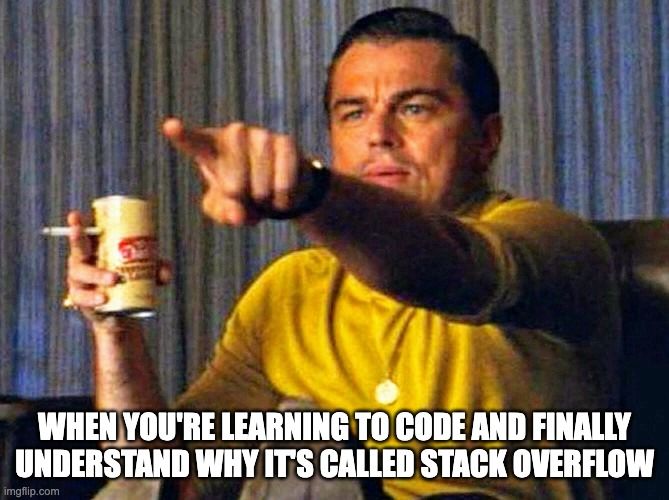 WHEN YOU'RE LEARNING TO CODE AND FINALLY
UNDERSTAND WHY IT'S CALLED STACK OVERFLOW
imgflip.com